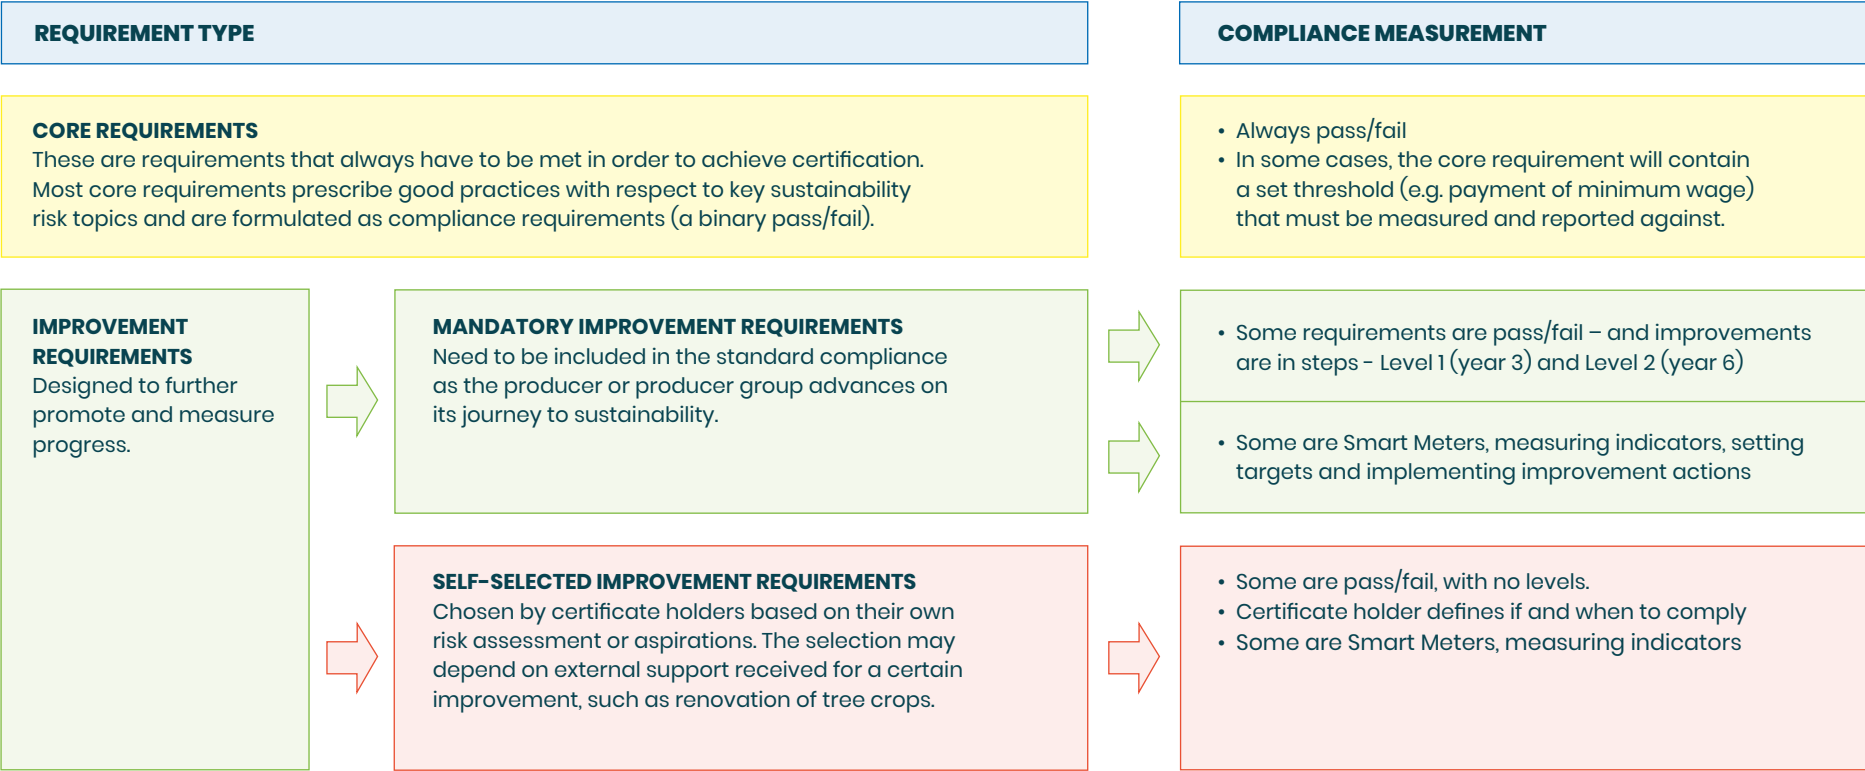 REQUIREMENT TYPE
COMPLIANCE MEASUREMENT
CORE REQUIREMENTS
These are requirements that always have to be met in order to achieve certification.
Most core requirements prescribe good practices with respect to key sustainability
risk topics and are formulated as compliance requirements (a binary pass/fail).
• Always pass/fail
• In some cases, the core requirement will contain
a set threshold (e.g. payment of minimum wage)
that must be measured and reported against.
IMPROVEMENT
REQUIREMENTS
Designed to further
promote and measure
progress.
MANDATORY IMPROVEMENT REQUIREMENTS
Need to be included in the standard compliance
as the producer or producer group advances on
its journey to sustainability.
• Some requirements are pass/fail – and improvements
are in steps - Level 1 (year 3) and Level 2 (year 6)
• Some are Smart Meters, measuring indicators, setting
targets and implementing improvement actions
SELF-SELECTED IMPROVEMENT REQUIREMENTS
Chosen by certificate holders based on their own
risk assessment or aspirations. The selection may
depend on external support received for a certain
improvement, such as renovation of tree crops.
• Some are pass/fail, with no levels.
• Certificate holder defines if and when to comply
• Some are Smart Meters, measuring indicators